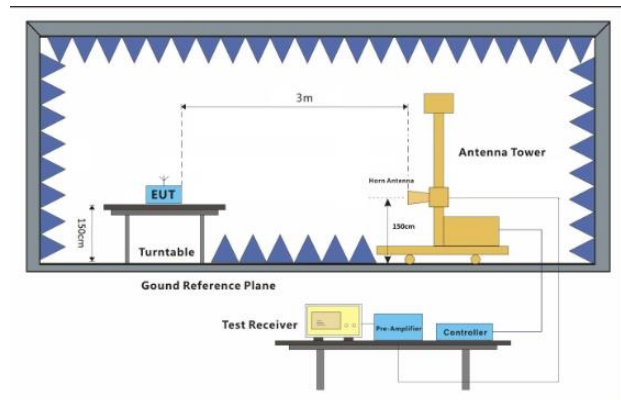 3m
Antenna Tower
Horn Antenna
EUT
150cm
150cm
Turntable
Gound Reference Plane
Test Receiver
Pre-Amplifier
Controller